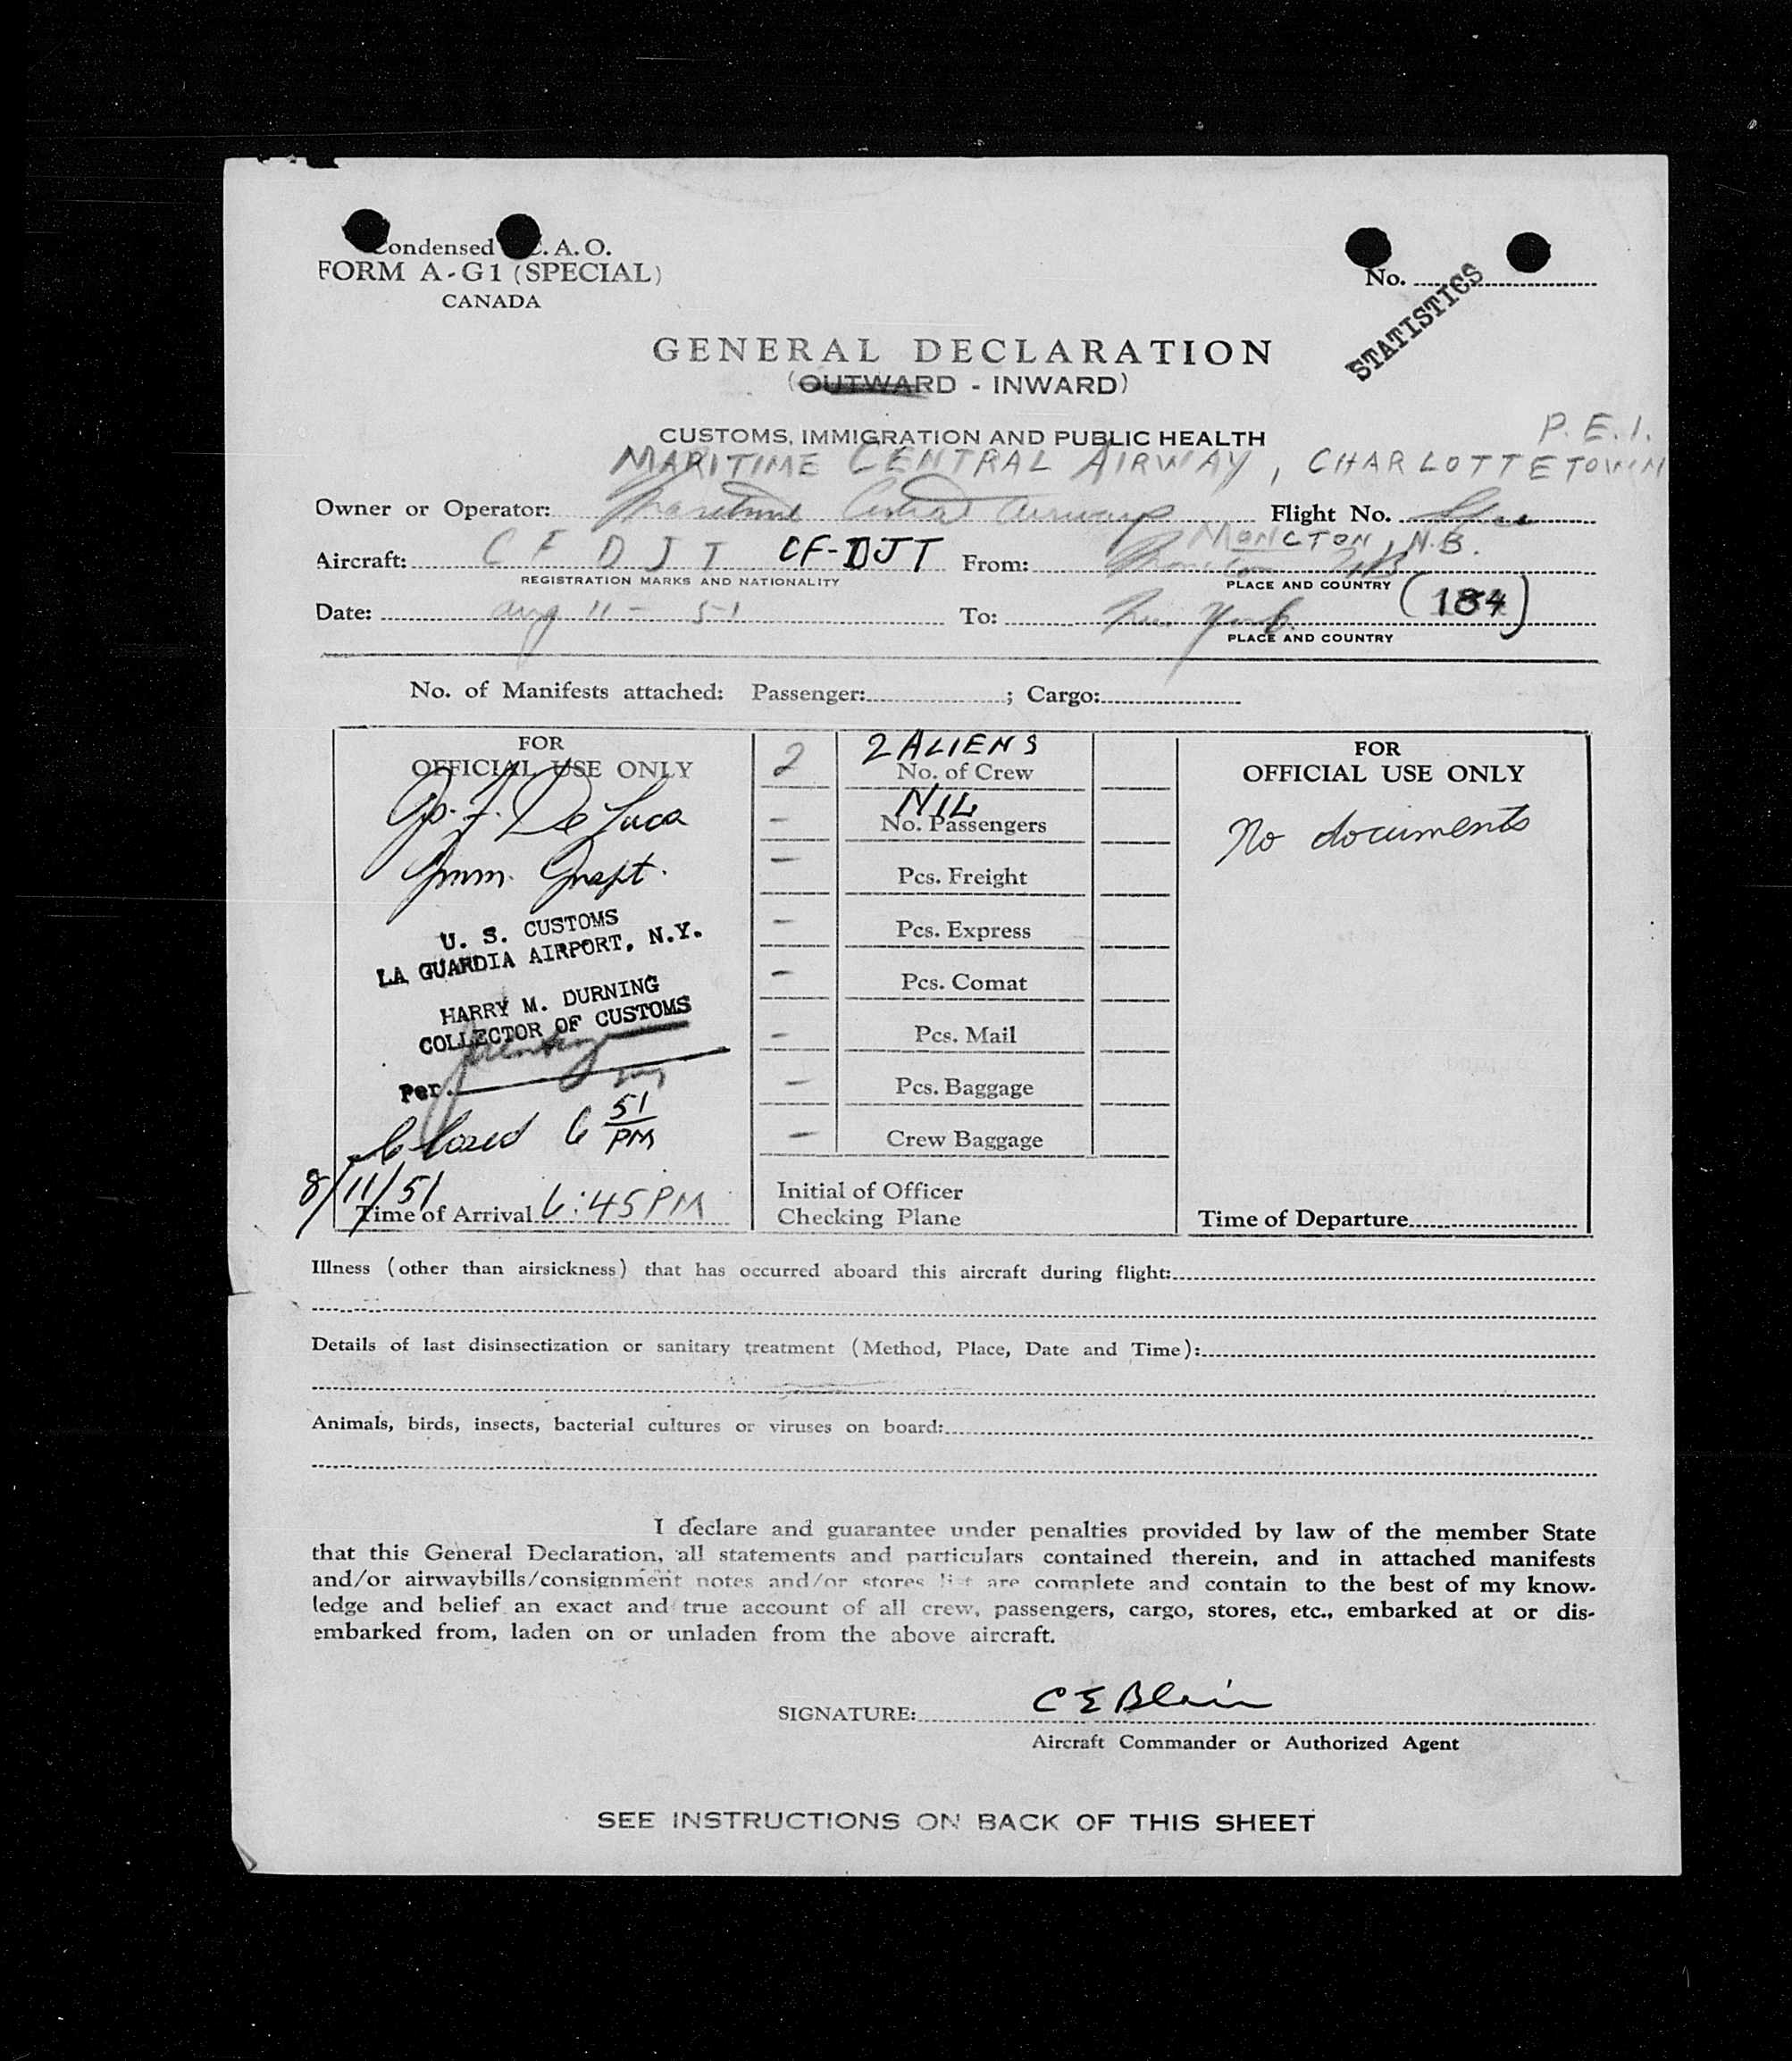 Condensed I.C.A.O.
FORM A-G1 (SPECIAL)
CANADA
No.
STATISTICS
GENERAL DECLARATION
(OUTWARD - INWARD)
CUSTOMS, IMMIGRATION AND PUBLIC HEALTH
P.E.I.
MARITIME CENTRAL AIRWAY, CHARLOTTETOWN
Owner or Operator: Maritime Central Airways Flight No.
MONCTON, N.B.
Aircraft: C F D J T CF-DJT From: Moncton NB
REGISTRATION MARKS AND NATIONALITY
PLACE AND COUNTRY
(184)
Date: Aug 11 - 51 To: New York
PLACE AND COUNTRY
No. of Manifests attached: Passenger: ; Cargo:
FOR
OFFICIAL USE ONLY
Jos. F. De Luca
Imm. Inspt.
U. S. CUSTOMS
LA GUARDIA AIRPORT, N.Y.
HARRY M. DURNING
COLLECTOR OF CUSTOMS
Per.
Closed 6 51 PM
8/11/51
Time of Arrival 6:45 PM
2 2 ALIENS
No. of Crew
NIL
- No. Passengers
- Pcs. Freight
- Pcs. Express
- Pcs. Comat
- Pcs. Mail
- Pcs. Baggage
- Crew Baggage
Initial of Officer
Checking Plane
FOR
OFFICIAL USE ONLY
No documents
Time of Departure
Illness (other than airsickness) that has occurred aboard this aircraft during flight:
Details of last disinsectization or sanitary treatment (Method, Place, Date and Time):
Animals, birds, insects, bacterial cultures or viruses on board:
I declare and guarantee under penalties provided by law of the member State
that this General Declaration, all statements and particulars contained therein, and in attached manifests
and/or airwaybills/consignment notes and/or stores list are complete and contain to the best of my know-
ledge and belief an exact and true account of all crew, passengers, cargo, stores, etc., embarked at or dis-
embarked from, laden on or unladen from the above aircraft.
SIGNATURE: C E Blair
Aircraft Commander or Authorized Agent
SEE INSTRUCTIONS ON BACK OF THIS SHEET